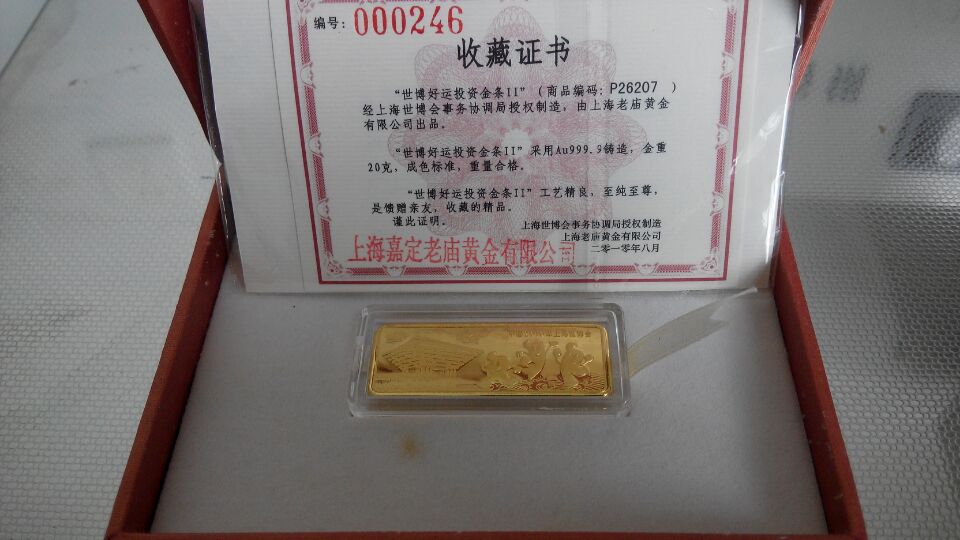 编号: 000246
收藏证书
“世博好运投资金条II”（商品编码: P26207 ）
经上海世博会事务协调局授权制造, 由上海老庙黄金
有限公司出品。
“世博好运投资金条II”采用Au999.9铸造, 金重
20克, 成色标准, 重量合格。
“世博好运投资金条II”工艺精良, 至纯至尊,
是馈赠亲友, 收藏的精品。
谨此证明。
上海世博会事务协调局授权制造
上海老庙黄金有限公司
二零一零年八月
上海嘉定老庙黄金有限公司